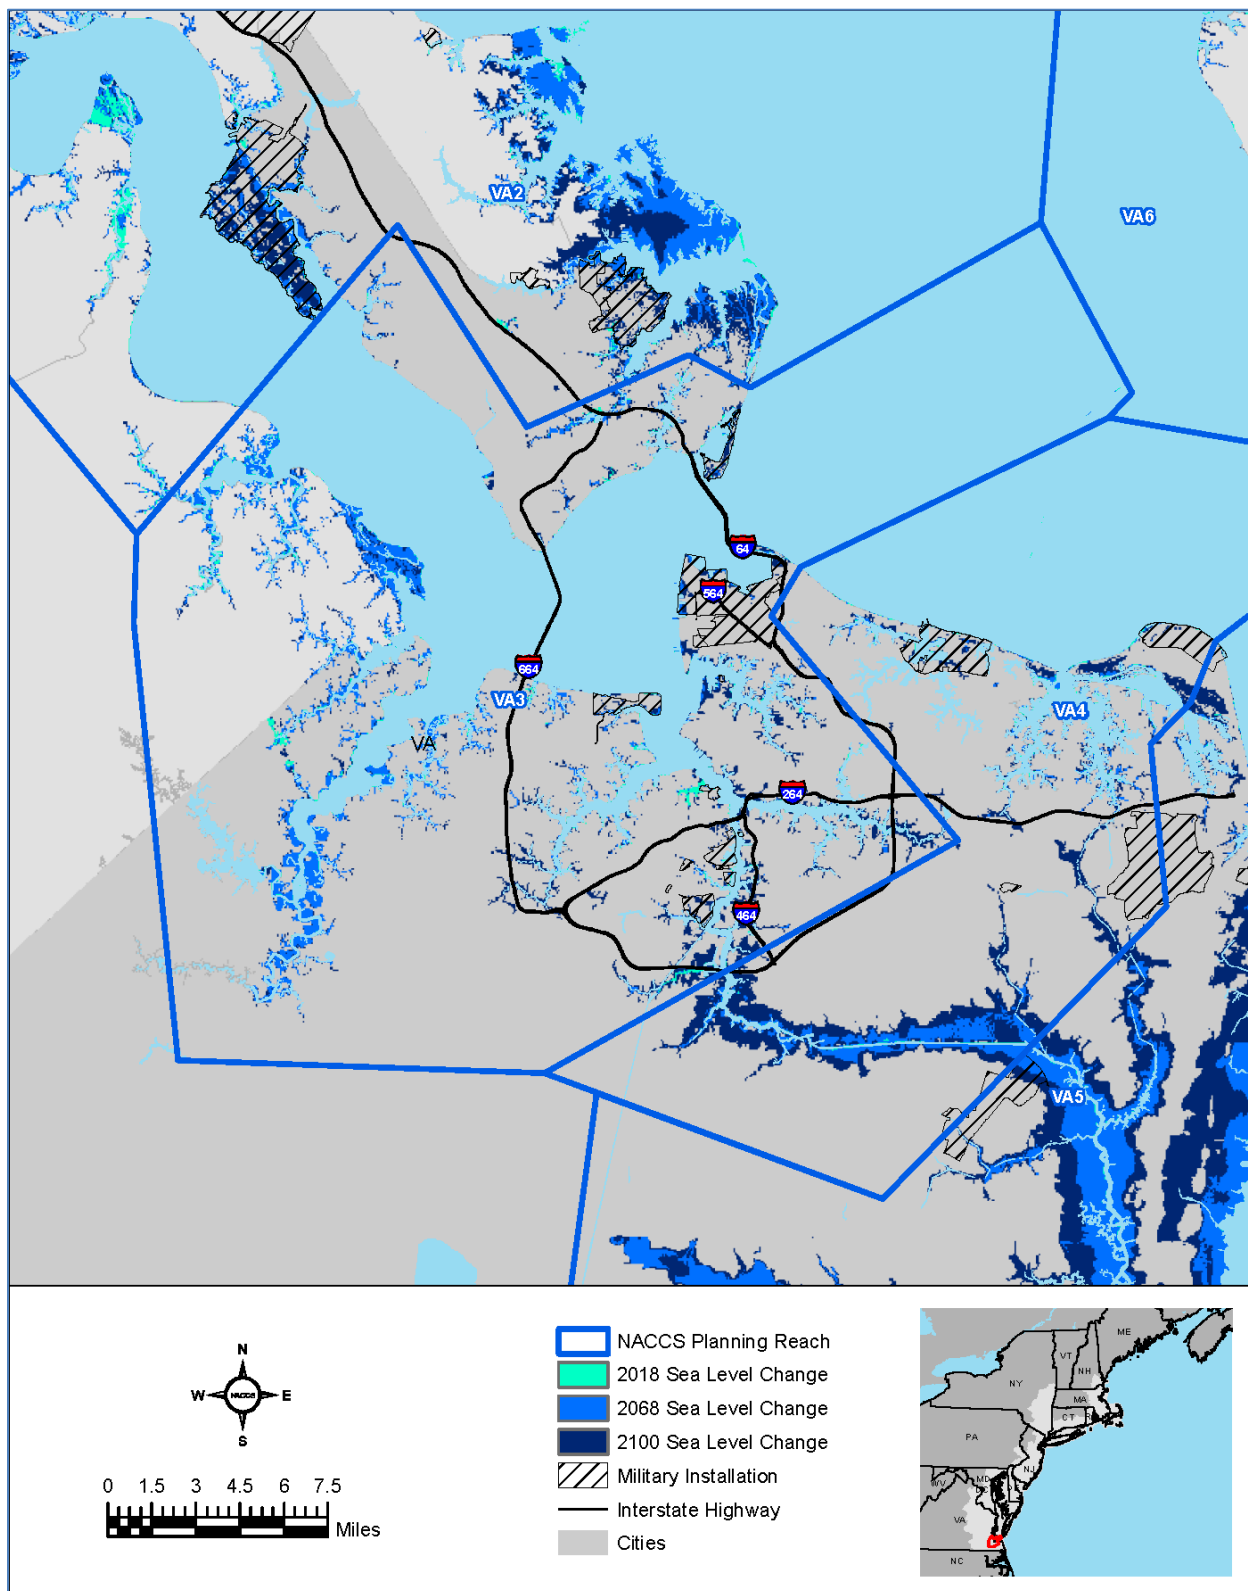 VA2
VA6
64
564
664
VA3
VA4
VA
264
464
VA5
N
W NACCS E
S
0 1.5 3 4.5 6 7.5
Miles
NACCS Planning Reach
2018 Sea Level Change
2068 Sea Level Change
2100 Sea Level Change
Military Installation
Interstate Highway
Cities
ME
VT
NH
NY
MA
CT
PA
NJ
MD
WV
VA
NC